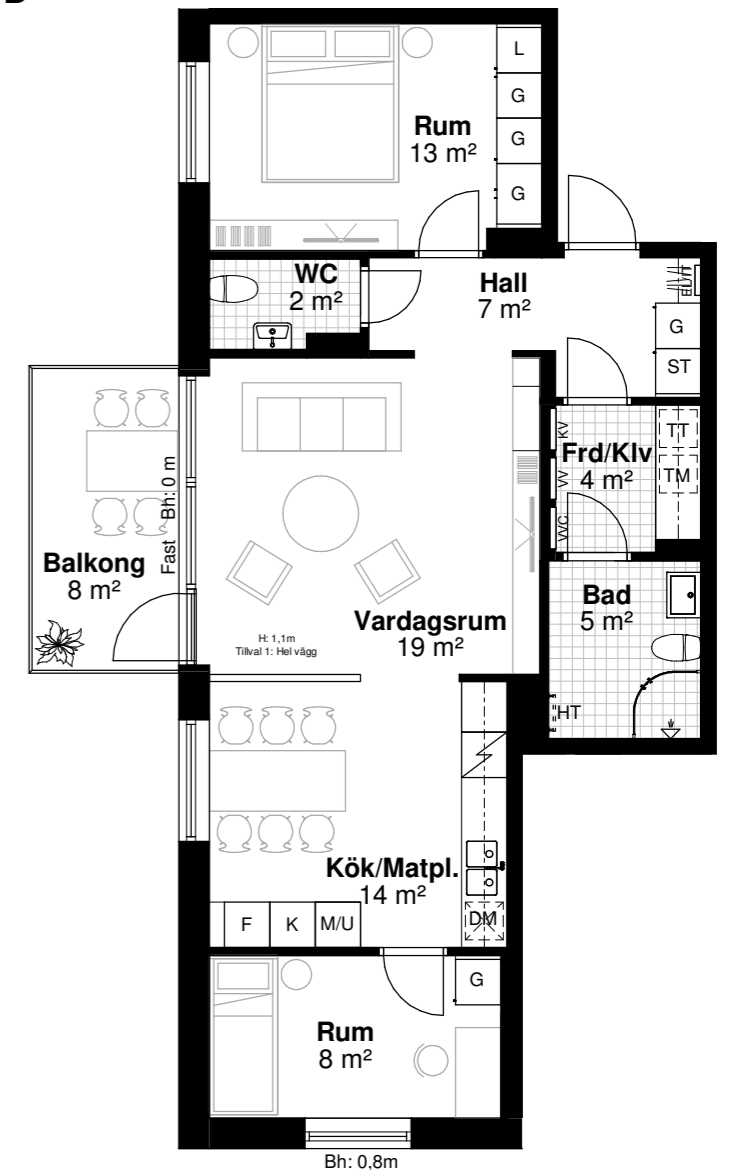 L
G
Rum
13 m²
G
G
WC
2 m²
Hall
7 m²
ELIT
G
ST
KV
TT
Frd/Klv
4 m²
VV
TM
VVC
Fast Bh: 0 m
Balkong
8 m²
Bad
5 m²
Vardagsrum
19 m²
H: 1,1m
Tillval 1: Hel vägg
HT
Kök/Matpl.
14 m²
F
K
M/U
DM
G
Rum
8 m²
Bh: 0,8m